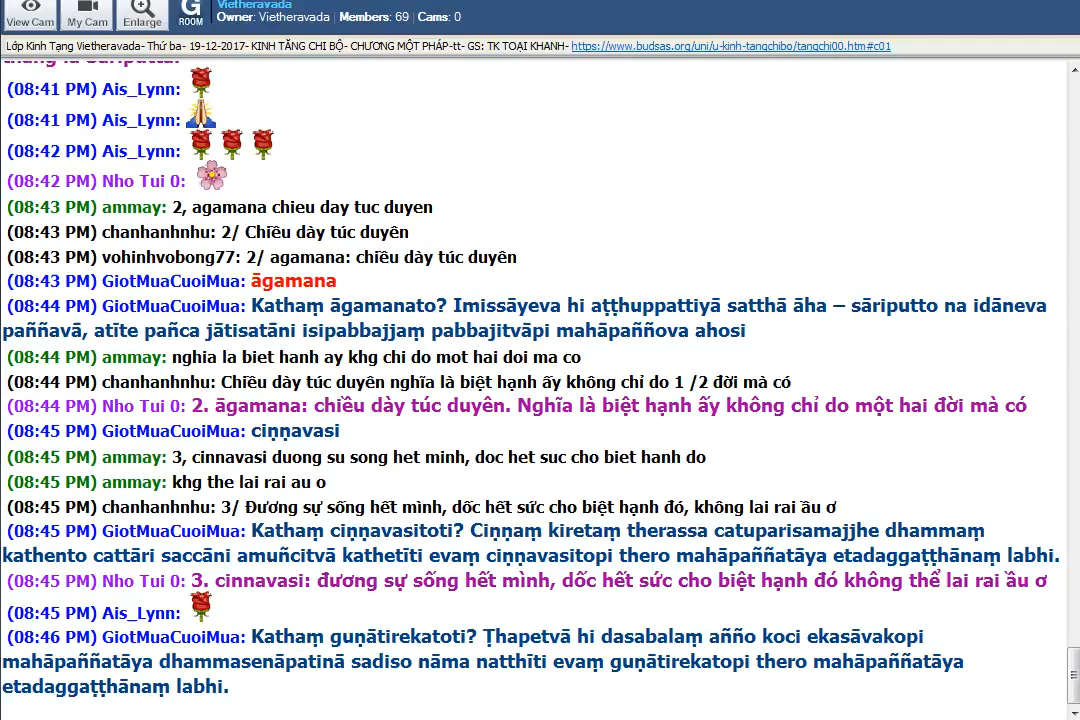 Vietheravada
View Cam My Cam Enlarge G ROOM Owner: Vietheravada | Members: 69 | Cams: 0
Lớp Kinh Tạng Vietheravada- Thứ ba- 19-12-2017- KINH TĂNG CHI BỘ- CHƯƠNG MỘT PHÁP-tt- GS: TK TOẠI KHANH- https://www.budsas.org/uni/u-kinh-tangchibo/tangchi00.htm#c01
(08:41 PM) Ais_Lynn:
(08:41 PM) Ais_Lynn:
(08:42 PM) Ais_Lynn:
(08:42 PM) Nho Tui 0:
(08:43 PM) ammay: 2, agamana chieu day tuc duyen
(08:43 PM) chanhanhnhu: 2/ Chiều dày túc duyên
(08:43 PM) vohinhvobong77: 2/ agamana: chiều dày túc duyên
(08:43 PM) GiotMuaCuoiMua: āgamana
(08:44 PM) GiotMuaCuoiMua: Kathaṃ āgamanato? Imissāyeva hi aṭṭhuppattiyā satthā āha – sāriputto na idāneva
paññavā, atīte pañca jātisatāni isipabbajjaṃ pabbajitvāpi mahāpaññova ahosi
(08:44 PM) ammay: nghia la biet hanh ay khg chi do mot hai doi ma co
(08:44 PM) chanhanhnhu: Chiều dày túc duyên nghĩa là biệt hạnh ấy không chỉ do 1 /2 đời mà có
(08:44 PM) Nho Tui 0: 2. āgamana: chiều dày túc duyên. Nghĩa là biệt hạnh ấy không chỉ do một hai đời mà có
(08:45 PM) GiotMuaCuoiMua: ciṇṇavasi
(08:45 PM) ammay: 3, cinnavasi duong su song het minh, doc het suc cho biet hanh do
(08:45 PM) ammay: khg the lai rai au o
(08:45 PM) chanhanhnhu: 3/ Đương sự sống hết mình, dốc hết sức cho biệt hạnh đó, không lai rai ầu ơ
(08:45 PM) GiotMuaCuoiMua: Kathaṃ ciṇṇavasitoti? Ciṇṇaṃ kiretaṃ therassa catuparisamajjhe dhammaṃ
kathento cattāri saccāni amuñcitvā kathetīti evaṃ ciṇṇavasitopi thero mahāpaññatāya etadaggaṭṭhānaṃ labhi.
(08:45 PM) Nho Tui 0: 3. cinnavasi: đương sự sống hết mình, dốc hết sức cho biệt hạnh đó không thể lai rai ầu ơ
(08:45 PM) Ais_Lynn:
(08:46 PM) GiotMuaCuoiMua: Kathaṃ guṇātirekatoti? Ṭhapetvā hi dasabalaṃ añño koci ekasāvakopi
mahāpaññatāya dhammasenāpatinā sadiso nāma natthīti evaṃ guṇātirekatopi thero mahāpaññatāya
etadaggaṭṭhānaṃ labhi.